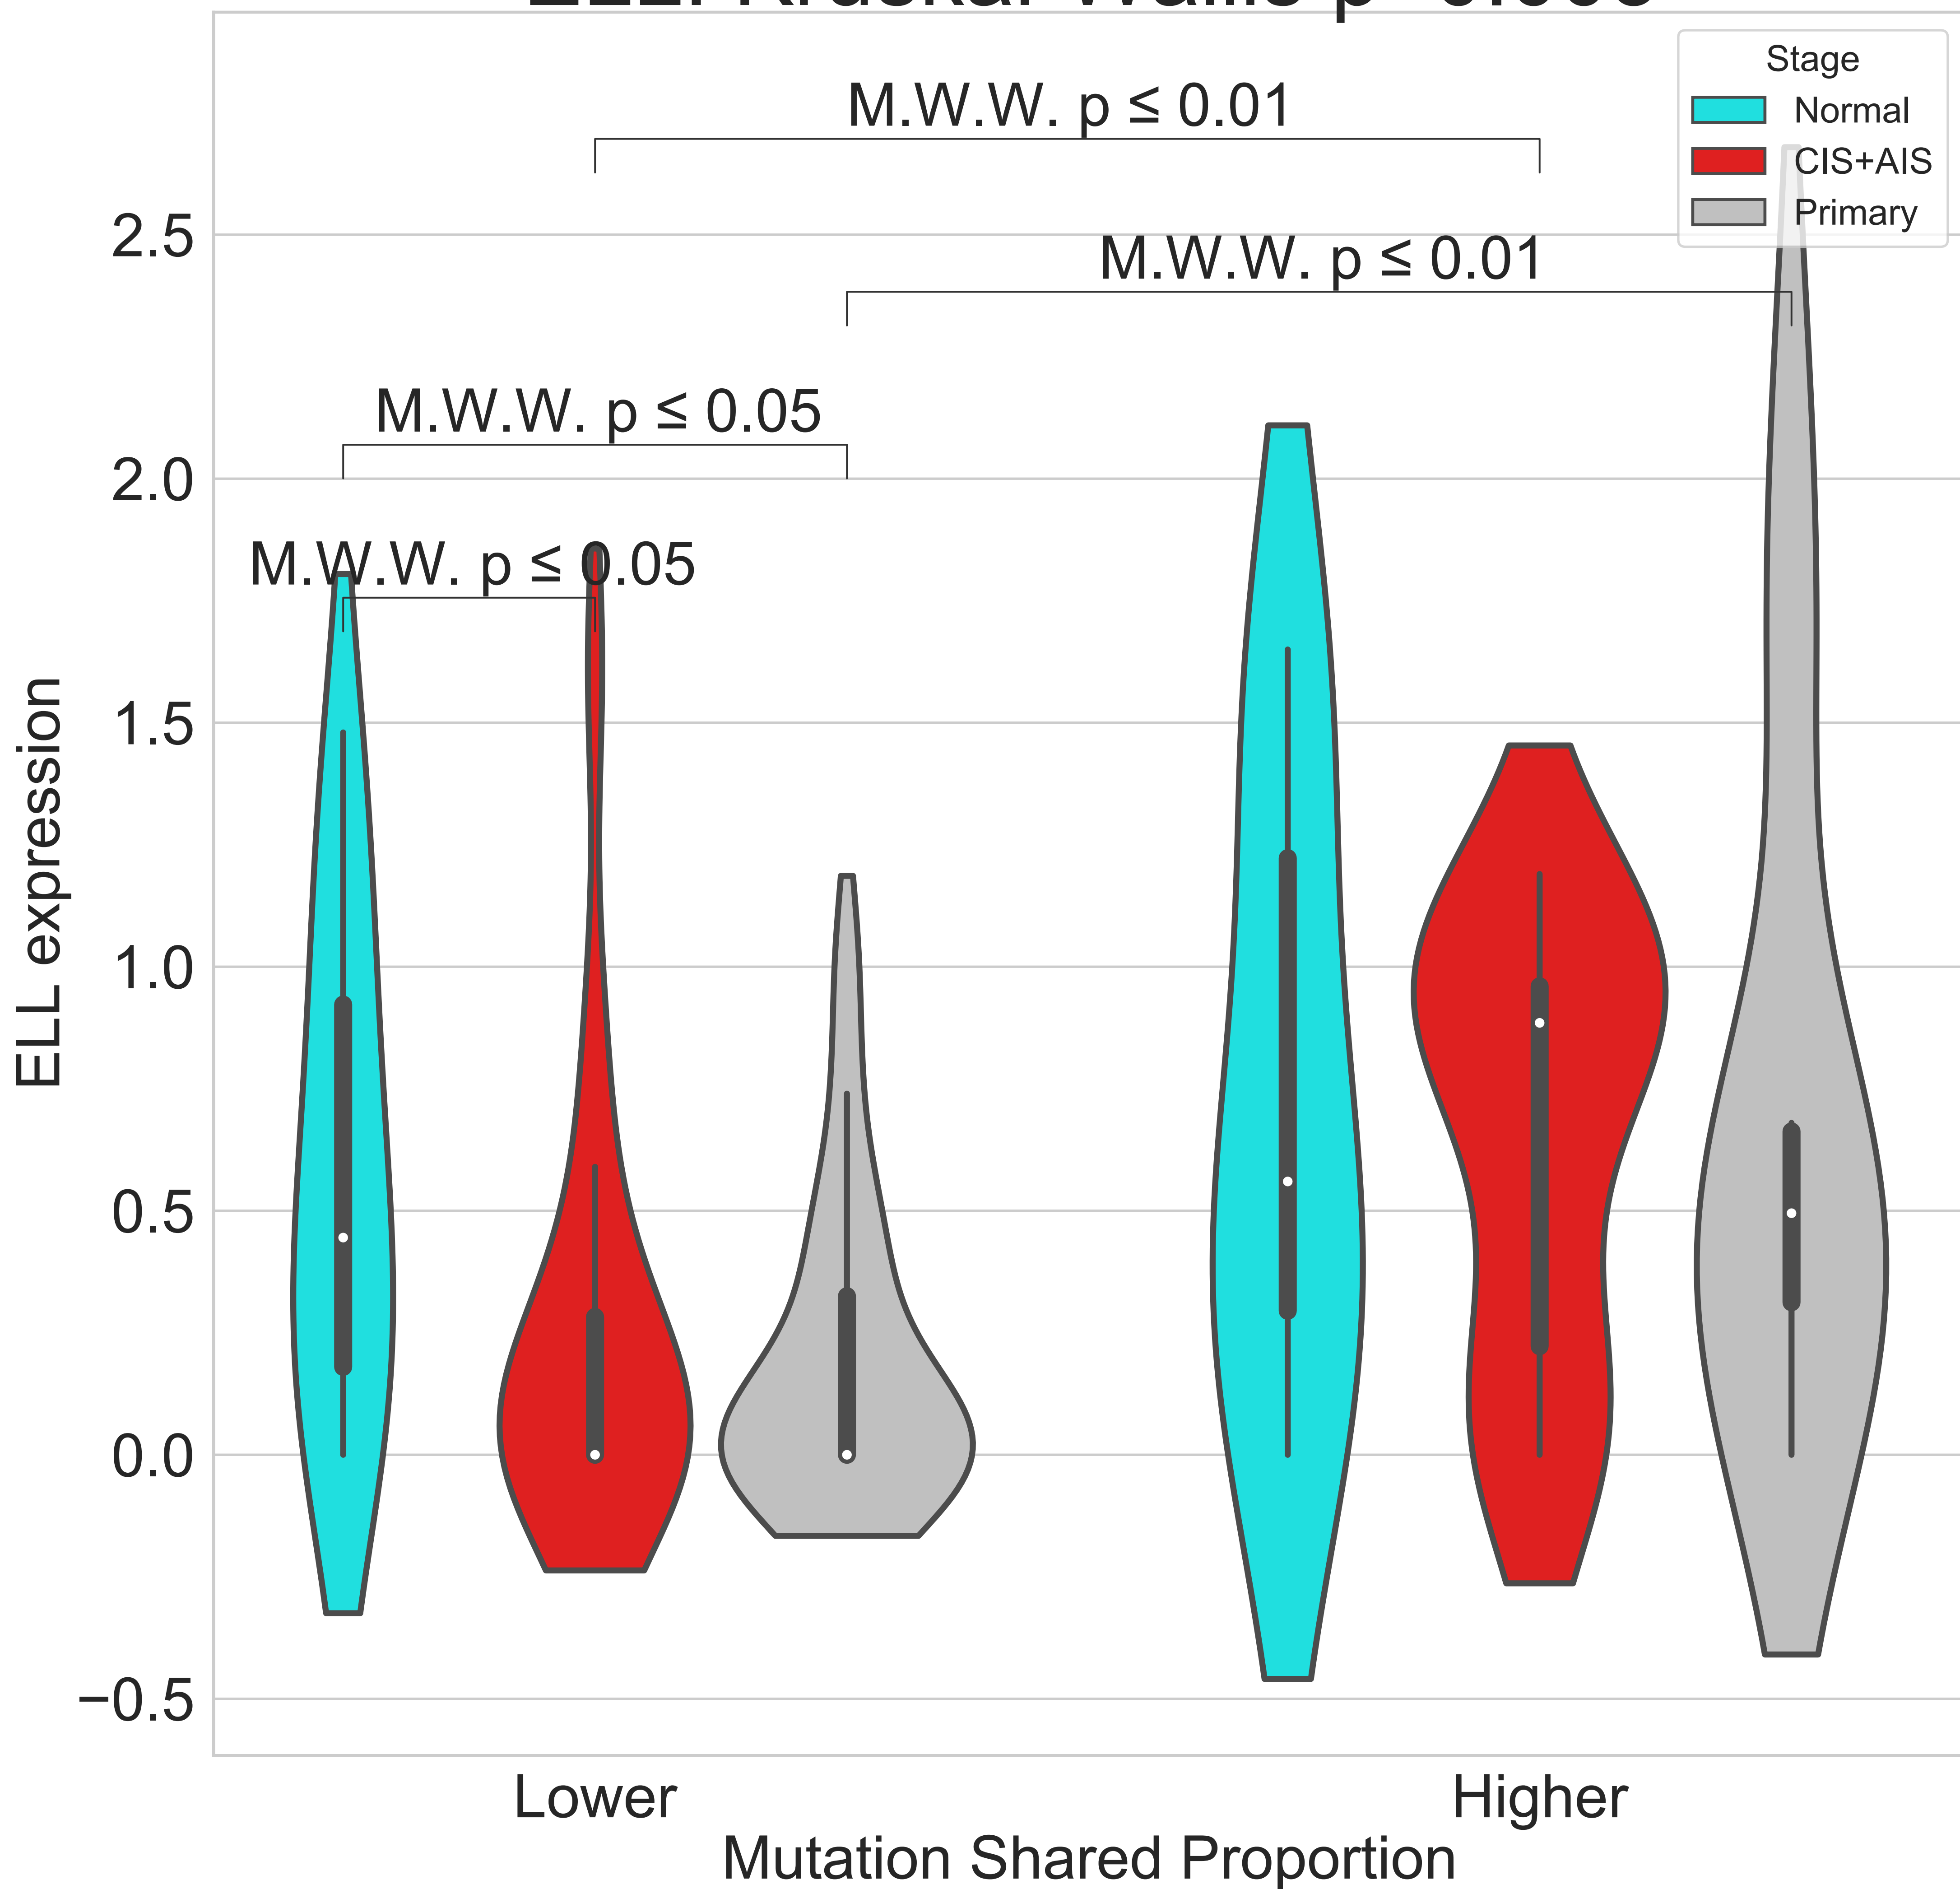 Stage
Normal
CIS+AIS
Primary
M.W.W. p ≤ 0.01
M.W.W. p ≤ 0.01
M.W.W. p ≤ 0.05
M.W.W. p ≤ 0.05
2.5
2.0
1.5
1.0
0.5
0.0
−0.5
ELL expression
Lower
Higher
Mutation Shared Proportion